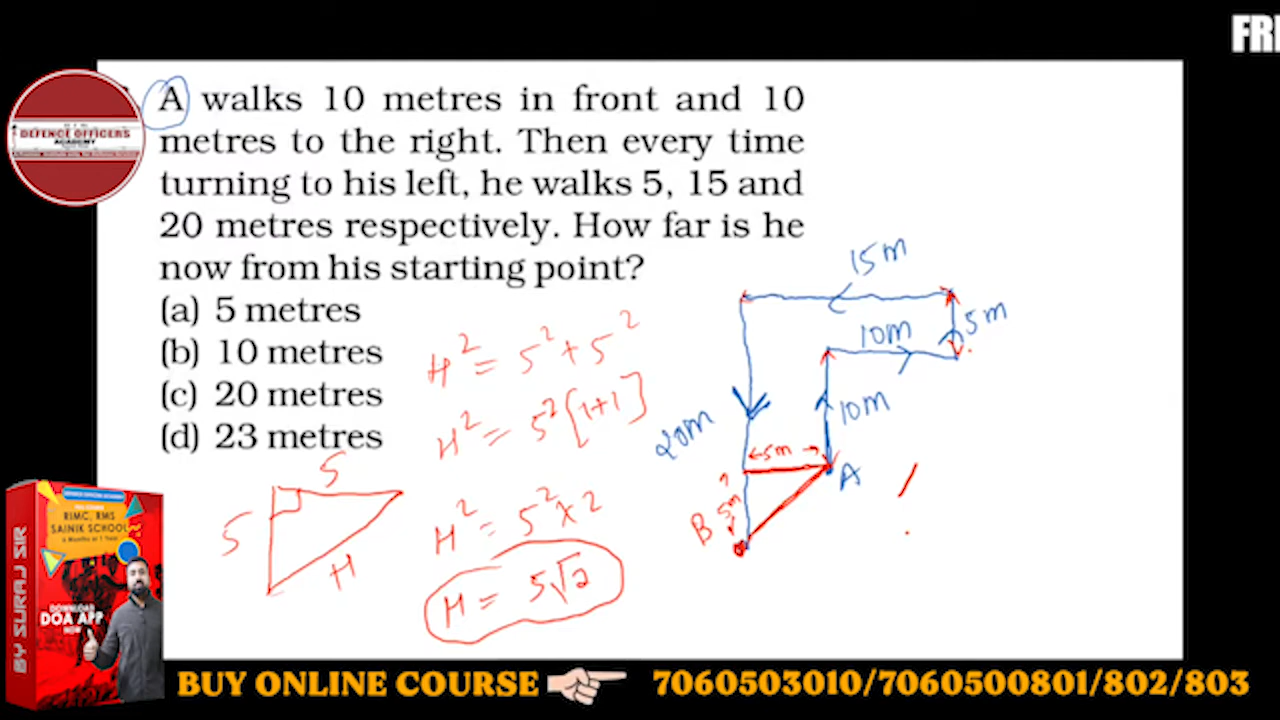 FRE
A walks 10 metres in front and 10
DEFENCE OFFICERS
ACADEMY
metres to the right. Then every time
turning to his left, he walks 5, 15 and
20 metres respectively. How far is he
now from his starting point?
(a) 5 metres
(b) 10 metres
(c) 20 metres
(d) 23 metres
15m
5m
10m
10m
20m
5m
A
5m
B
H² = 5² + 5²
H² = 5² [1+1]
H² = 5² x 2
H = 5√2
5
5
H
RIMC, RMS
SAINIK SCHOOL
DOWNLOAD
DOA APP
NOW
BY SURAJ SIR
BUY ONLINE COURSE 7060503010/7060500801/802/803